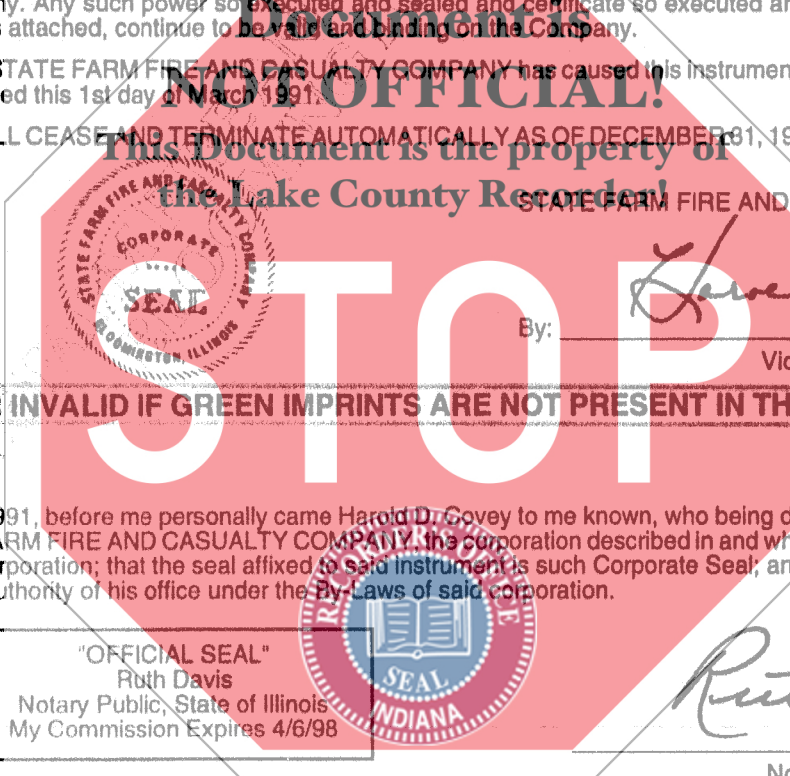 ny. Any such power so executed and sealed and certificate so executed an
s attached, continue to be valid and binding on the Company.
Document is
STATE FARM FIRE AND CASUALTY COMPANY has caused this instrumen
ed this 1st day of March 1991.
NOT OFFICIAL!
LL CEASE AND TERMINATE AUTOMATICALLY AS OF DECEMBER 31, 19
This Document is the property of
the Lake County Recorder!
STATE FARM FIRE AND
STATE FARM FIRE AND CASUALTY COMPANY
CORPORATE
SEAL
BLOOMINGTON, ILLINOIS
STOP
By:
Vic
INVALID IF GREEN IMPRINTS ARE NOT PRESENT IN TH
991, before me personally came Harold D. Covey to me known, who being d
ARM FIRE AND CASUALTY COMPANY, the corporation described in and wh
rporation; that the seal affixed to said instrument is such Corporate Seal; an
uthority of his office under the By-Laws of said corporation.
RECORDER'S OFFICE
SEAL
INDIANA
"OFFICIAL SEAL"
Ruth Davis
Notary Public, State of Illinois
My Commission Expires 4/6/98
Rut
No